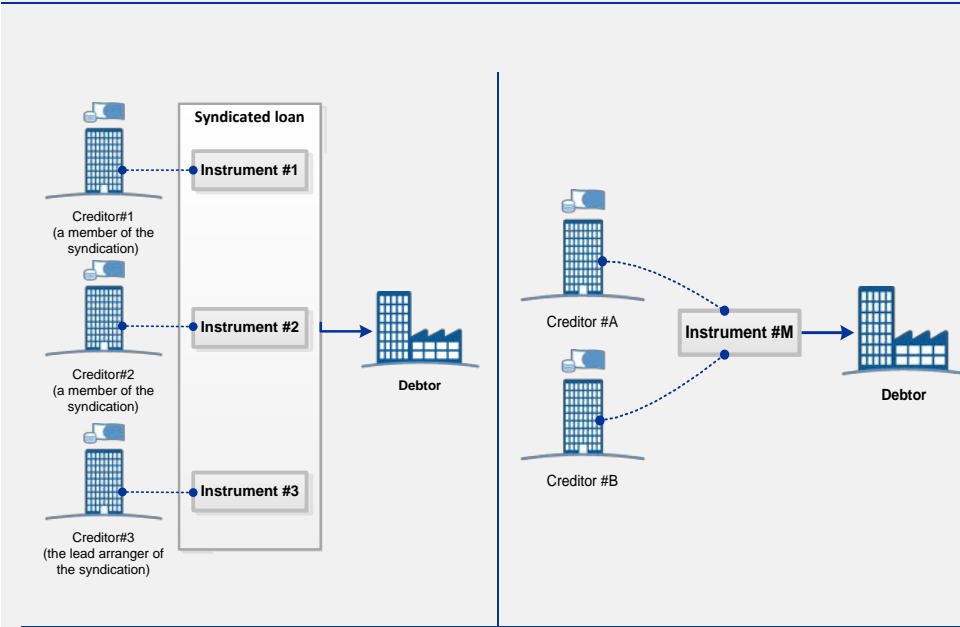 Syndicated loan
Instrument #1
Creditor#1
(a member of the
syndication)
Instrument #2
Creditor#2
(a member of the
syndication)
Instrument #3
Creditor#3
(the lead arranger of
the syndication)
Debtor
Creditor #A
Instrument #M
Creditor #B
Debtor